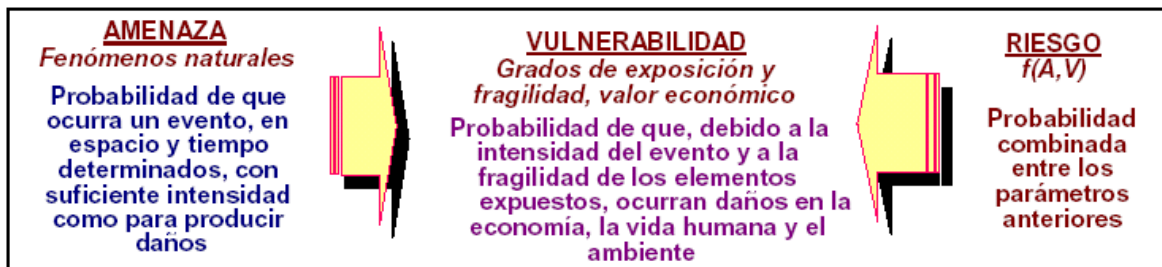 AMENAZA
Fenómenos naturales
Probabilidad de que
ocurra un evento, en
espacio y tiempo
determinados, con
suficiente intensidad
como para producir
daños
VULNERABILIDAD
Grados de exposición y
fragilidad, valor económico
Probabilidad de que, debido a la
intensidad del evento y a la
fragilidad de los elementos
expuestos, ocurran daños en la
economía, la vida humana y el
ambiente
RIESGO
f(A,V)
Probabilidad
combinada
entre los
parámetros
anteriores